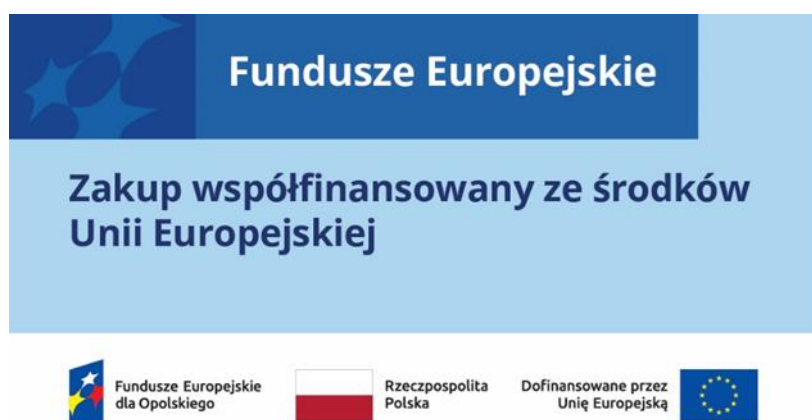 Fundusze Europejskie
Zakup współfinansowany ze środków
Unii Europejskiej
Fundusze Europejskie
dla Opolskiego
Rzeczpospolita
Polska
Dofinansowane przez
Unię Europejską